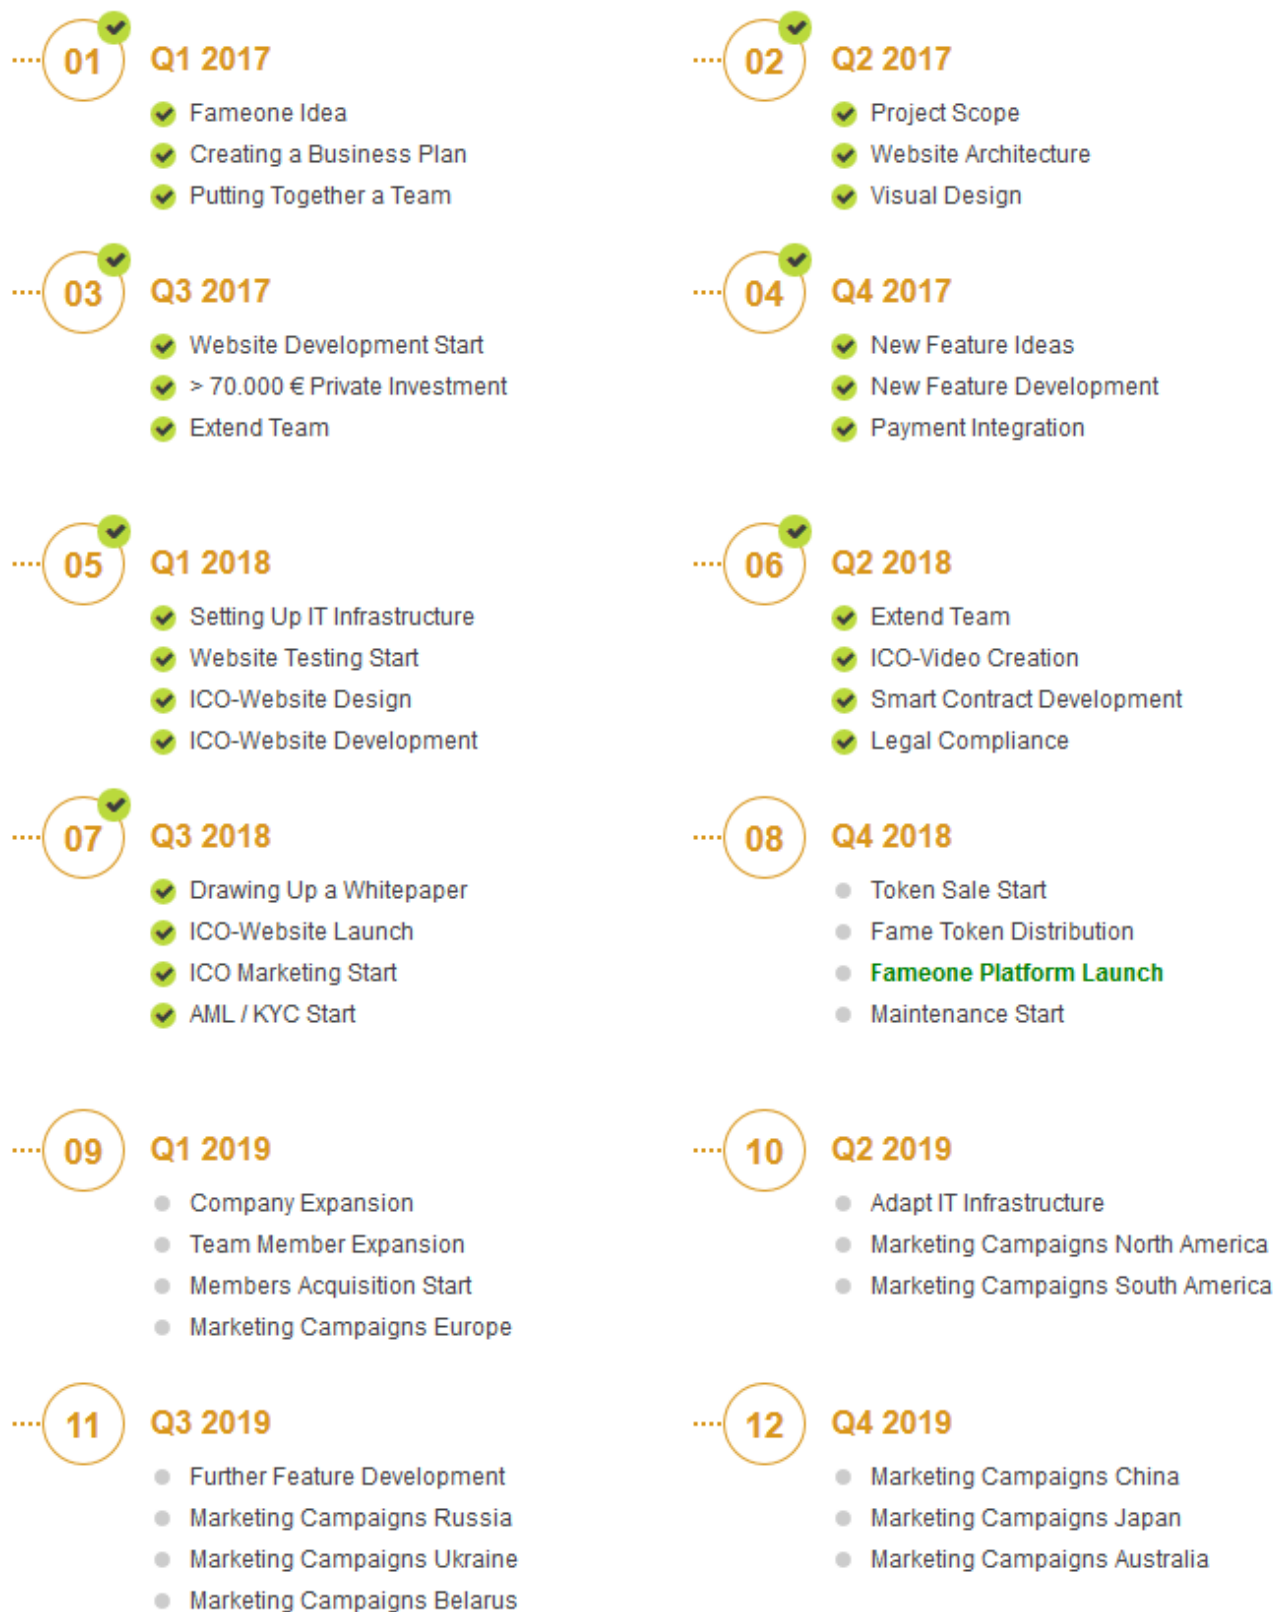 01 Q1 2017
Fameone Idea
Creating a Business Plan
Putting Together a Team
02 Q2 2017
Project Scope
Website Architecture
Visual Design
03 Q3 2017
Website Development Start
> 70.000 € Private Investment
Extend Team
04 Q4 2017
New Feature Ideas
New Feature Development
Payment Integration
05 Q1 2018
Setting Up IT Infrastructure
Website Testing Start
ICO-Website Design
ICO-Website Development
06 Q2 2018
Extend Team
ICO-Video Creation
Smart Contract Development
Legal Compliance
07 Q3 2018
Drawing Up a Whitepaper
ICO-Website Launch
ICO Marketing Start
AML / KYC Start
08 Q4 2018
Token Sale Start
Fame Token Distribution
Fameone Platform Launch
Maintenance Start
09 Q1 2019
Company Expansion
Team Member Expansion
Members Acquisition Start
Marketing Campaigns Europe
10 Q2 2019
Adapt IT Infrastructure
Marketing Campaigns North America
Marketing Campaigns South America
11 Q3 2019
Further Feature Development
Marketing Campaigns Russia
Marketing Campaigns Ukraine
Marketing Campaigns Belarus
12 Q4 2019
Marketing Campaigns China
Marketing Campaigns Japan
Marketing Campaigns Australia